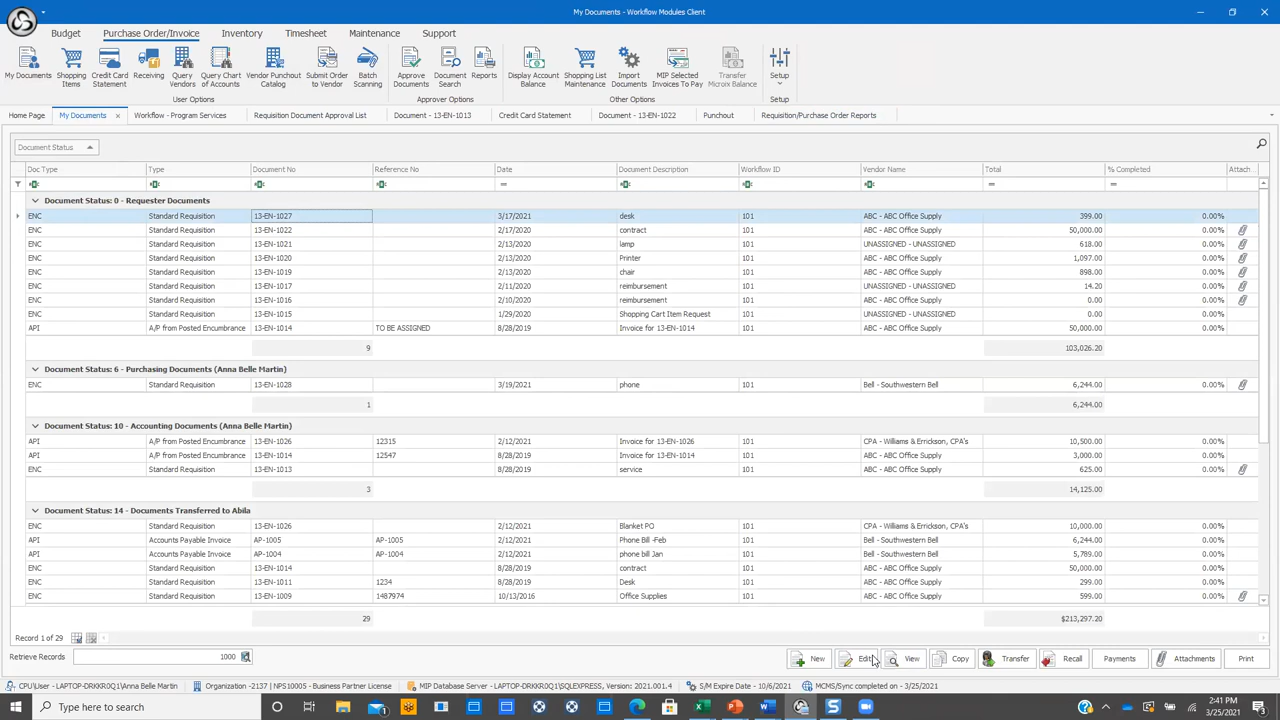 My Documents - Workflow Modules Client
Budget Purchase Order/Invoice Inventory Timesheet Maintenance Support
My Documents Shopping Items Credit Card Statement Receiving Query Vendors Query Chart of Accounts Vendor Punchout Catalog Submit Order to Vendor Batch Scanning Approve Documents Document Search Reports Display Account Balance Shopping List Maintenance Import Documents MIP Selected Invoices To Pay Transfer Microix Balance Setup
User Options Approver Options Other Options Setup
Home Page My Documents × Workflow - Program Services Requisition Document Approval List Document - 13-EN-1013 Credit Card Statement Document - 13-EN-1022 Punchout Requisition/Purchase Order Reports
Document Status
Doc Type Type Document No Reference No Date Document Description Workflow ID Vendor Name Total % Completed Attach
Document Status: 0 - Requester Documents
ENC Standard Requisition 13-EN-1027 3/17/2021 desk 101 ABC - ABC Office Supply 399.00 0.00%
ENC Standard Requisition 13-EN-1022 2/17/2020 contract 101 ABC - ABC Office Supply 50,000.00 0.00%
ENC Standard Requisition 13-EN-1021 2/13/2020 lamp 101 UNASSIGNED - UNASSIGNED 618.00 0.00%
ENC Standard Requisition 13-EN-1020 2/13/2020 Printer 101 ABC - ABC Office Supply 1,097.00 0.00%
ENC Standard Requisition 13-EN-1019 2/13/2020 chair 101 ABC - ABC Office Supply 898.00 0.00%
ENC Standard Requisition 13-EN-1017 2/11/2020 reimbursement 101 UNASSIGNED - UNASSIGNED 14.20 0.00%
ENC Standard Requisition 13-EN-1016 2/10/2020 reimbursement 101 ABC - ABC Office Supply 0.00 0.00%
ENC Standard Requisition 13-EN-1015 1/29/2020 Shopping Cart Item Request 101 UNASSIGNED - UNASSIGNED 0.00 0.00%
API A/P from Posted Encumbrance 13-EN-1014 TO BE ASSIGNED 8/28/2019 Invoice for 13-EN-1014 101 ABC - ABC Office Supply 50,000.00 0.00%
9 103,026.20
Document Status: 6 - Purchasing Documents (Anna Belle Martin)
ENC Standard Requisition 13-EN-1028 3/19/2021 phone 101 Bell - Southwestern Bell 6,244.00 0.00%
1 6,244.00
Document Status: 10 - Accounting Documents (Anna Belle Martin)
API A/P from Posted Encumbrance 13-EN-1026 12315 2/12/2021 Invoice for 13-EN-1026 101 CPA - Williams & Errickson, CPA's 10,500.00 0.00%
API A/P from Posted Encumbrance 13-EN-1014 12547 8/28/2019 Invoice for 13-EN-1014 101 ABC - ABC Office Supply 3,000.00 0.00%
ENC Standard Requisition 13-EN-1013 8/28/2019 service 101 ABC - ABC Office Supply 625.00 0.00%
3 14,125.00
Document Status: 14 - Documents Transferred to Abila
ENC Standard Requisition 13-EN-1026 2/12/2021 Blanket PO 101 CPA - Williams & Errickson, CPA's 10,000.00 0.00%
API Accounts Payable Invoice AP-1005 AP-1005 2/12/2021 Phone Bill -Feb 101 Bell - Southwestern Bell 6,244.00 0.00%
API Accounts Payable Invoice AP-1004 AP-1004 2/12/2021 phone bill Jan 101 Bell - Southwestern Bell 5,789.00 0.00%
ENC Standard Requisition 13-EN-1014 8/28/2019 contract 101 ABC - ABC Office Supply 50,000.00 0.00%
ENC Standard Requisition 13-EN-1011 1234 8/28/2019 Desk 101 ABC - ABC Office Supply 299.00 0.00%
ENC Standard Requisition 13-EN-1009 1487974 10/13/2016 Office Supplies 101 ABC - ABC Office Supply 599.00 0.00%
29 $213,297.20
Record 1 of 29
Retrieve Records 1000 New Edit View Copy Transfer Recall Payments Attachments Print
CPU\User - LAPTOP-DRKKR0Q1\Anna Belle Martin Organization -2137 | NPS10005 - Business Partner License MIP Database Server - LAPTOP-DRKKR0Q1\SQLEXPRESS, Version: 2021.001.4 S/M Expire Date - 10/6/2021 MCMS/Sync completed on - 3/25/2021
Type here to search 2:41 PM
3/25/2021